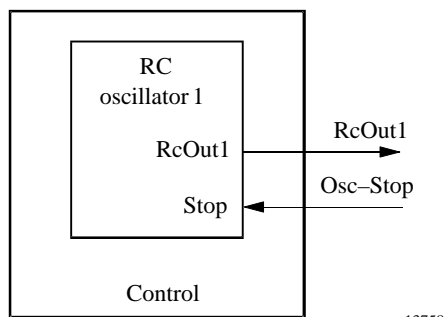 RC
oscillator 1
RcOut1
RcOut1
Osc–Stop
Stop
Control